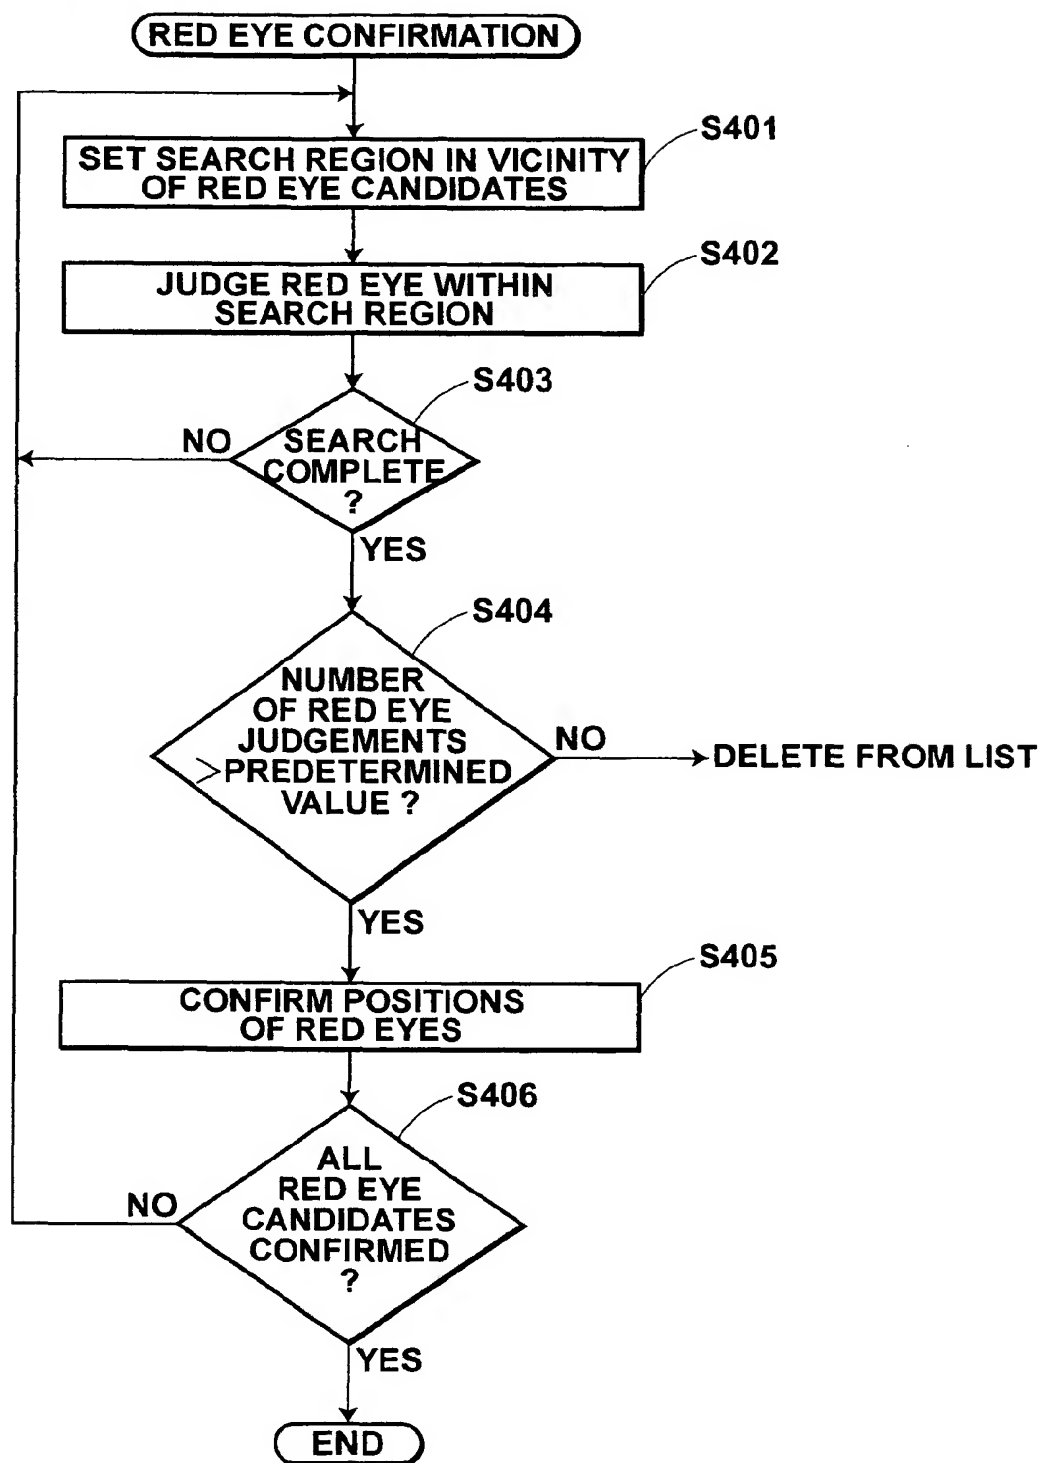 RED EYE CONFIRMATION
S401
SET SEARCH REGION IN VICINITY
OF RED EYE CANDIDATES
S402
JUDGE RED EYE WITHIN
SEARCH REGION
S403
NO
SEARCH
COMPLETE
?
YES
S404
NUMBER
OF RED EYE
JUDGEMENTS
>PREDETERMINED
VALUE ?
NO
DELETE FROM LIST
YES
S405
CONFIRM POSITIONS
OF RED EYES
S406
ALL
RED EYE
CANDIDATES
CONFIRMED
?
NO
YES
END